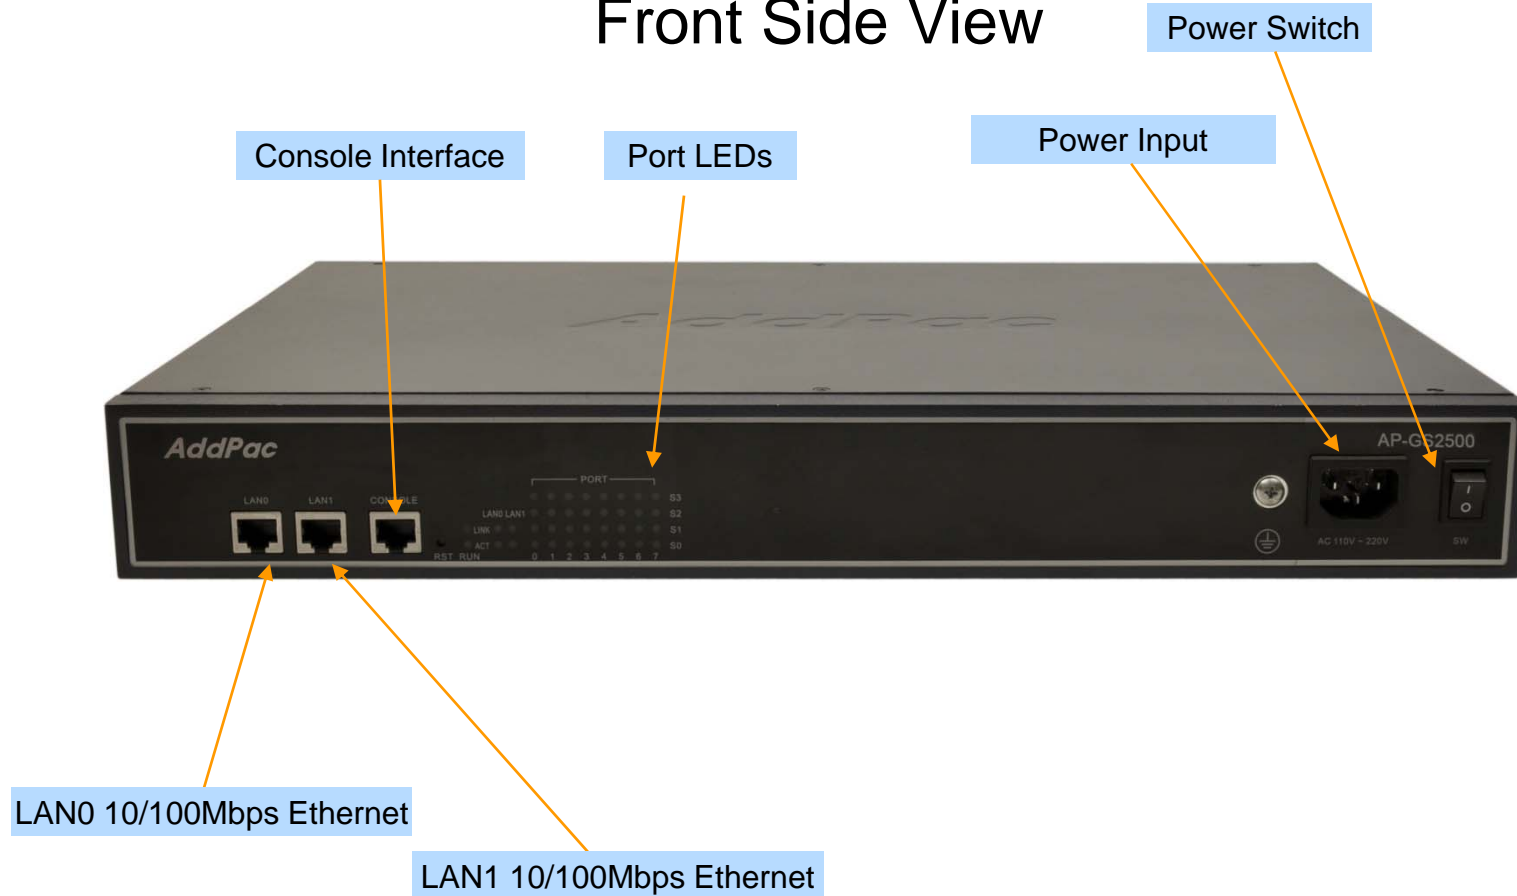 Front Side View
Power Switch
Console Interface
Port LEDs
Power Input
AddPac
AddPac
AP-GS2500
PORT
LAN0 LAN1 CONSOLE
S3
LAN0 LAN1 S2
LINK S1
ACT S0
RST RUN 0 1 2 3 4 5 6 7
AC 110V ~ 220V
I
O
SW
LAN0 10/100Mbps Ethernet
LAN1 10/100Mbps Ethernet